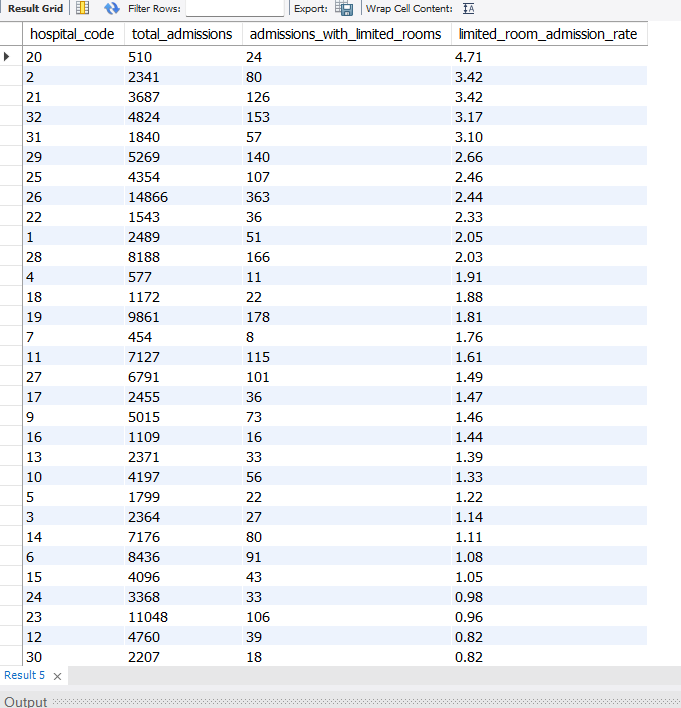 Result Grid Filter Rows: Export: Wrap Cell Content: IA
hospital_code total_admissions admissions_with_limited_rooms limited_room_admission_rate
20 510 24 4.71
2 2341 80 3.42
21 3687 126 3.42
32 4824 153 3.17
31 1840 57 3.10
29 5269 140 2.66
25 4354 107 2.46
26 14866 363 2.44
22 1543 36 2.33
1 2489 51 2.05
28 8188 166 2.03
4 577 11 1.91
18 1172 22 1.88
19 9861 178 1.81
7 454 8 1.76
11 7127 115 1.61
27 6791 101 1.49
17 2455 36 1.47
9 5015 73 1.46
16 1109 16 1.44
13 2371 33 1.39
10 4197 56 1.33
5 1799 22 1.22
3 2364 27 1.14
14 7176 80 1.11
6 8436 91 1.08
15 4096 43 1.05
24 3368 33 0.98
23 11048 106 0.96
12 4760 39 0.82
30 2207 18 0.82
Result 5
Output